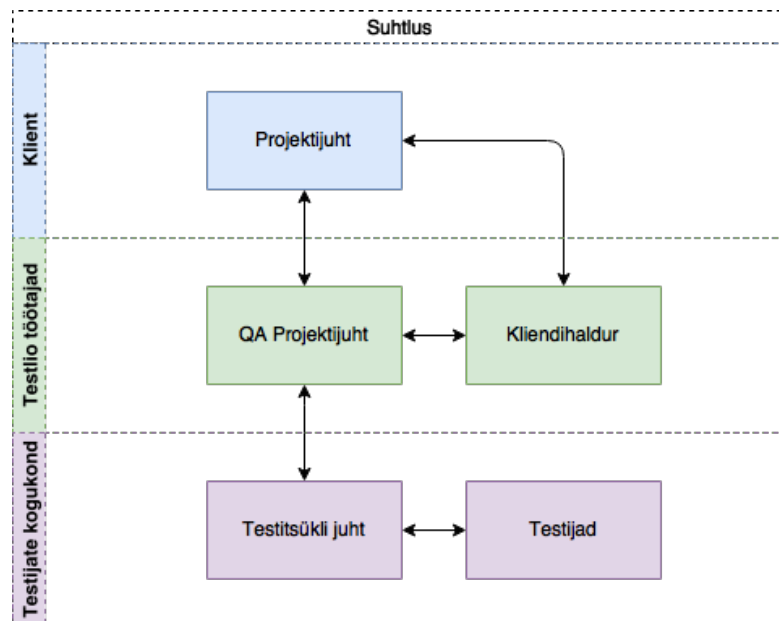 Suhtlus
Klient
Projektijuht
Testlio töötajad
QA Projektijuht
Kliendihaldur
Testijate kogukond
Testitsükli juht
Testijad